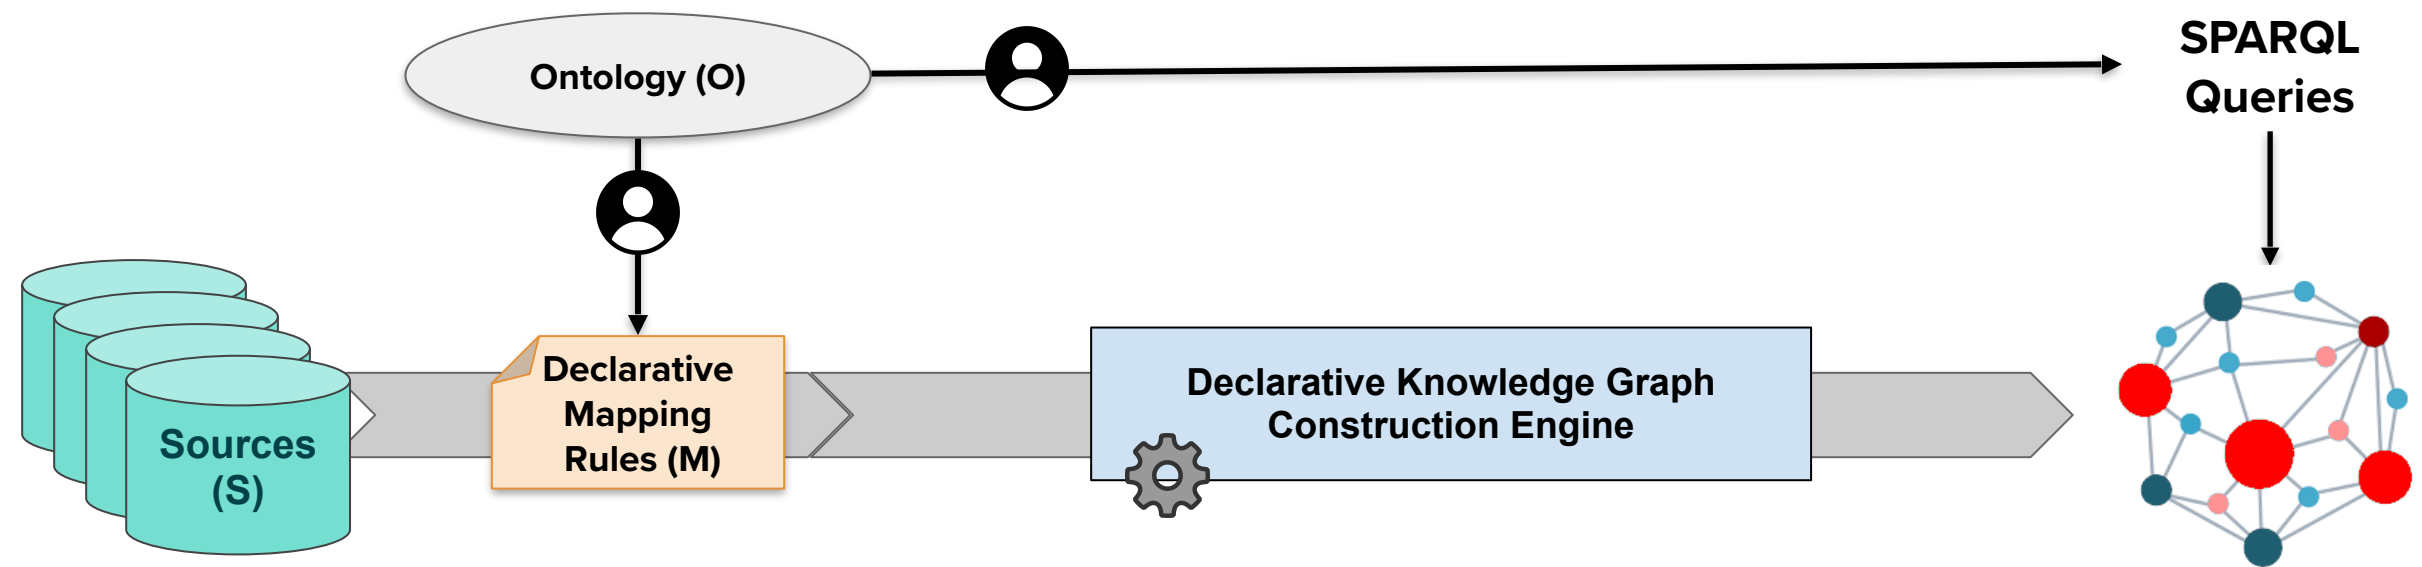 Ontology (O)
SPARQL
Queries
Declarative
Mapping
Rules (M)
Declarative Knowledge Graph
Construction Engine
Sources
(S)